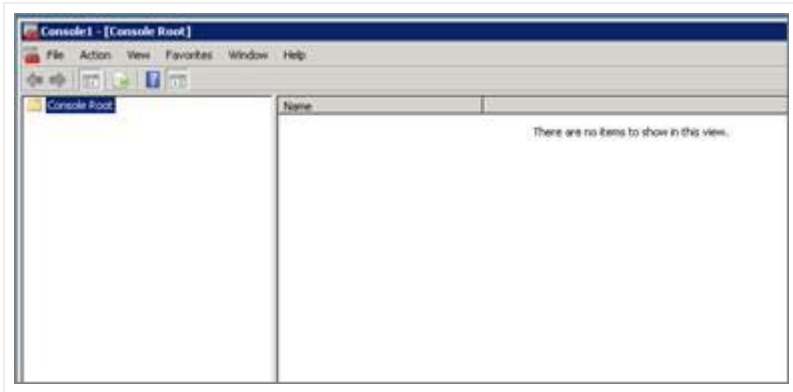 Console1 - [Console Root]
File Action View Favorites Window Help
Console Root
Name
There are no items to show in this view.